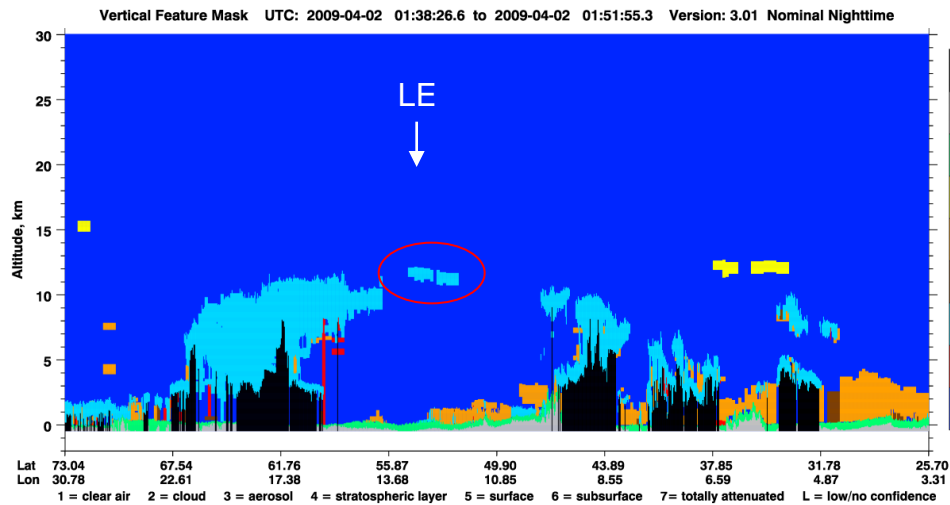 Vertical Feature Mask UTC: 2009-04-02 01:38:26.6 to 2009-04-02 01:51:55.3 Version: 3.01 Nominal Nighttime
30
25
LE
20
15
10
5
0
Altitude, km
Lat 73.04 67.54 61.76 55.87 49.90 43.89 37.85 31.78 25.70
Lon 30.78 22.61 17.38 13.68 10.85 8.55 6.59 4.87 3.31
1 = clear air 2 = cloud 3 = aerosol 4 = stratospheric layer 5 = surface 6 = subsurface 7= totally attenuated L = low/no confidence